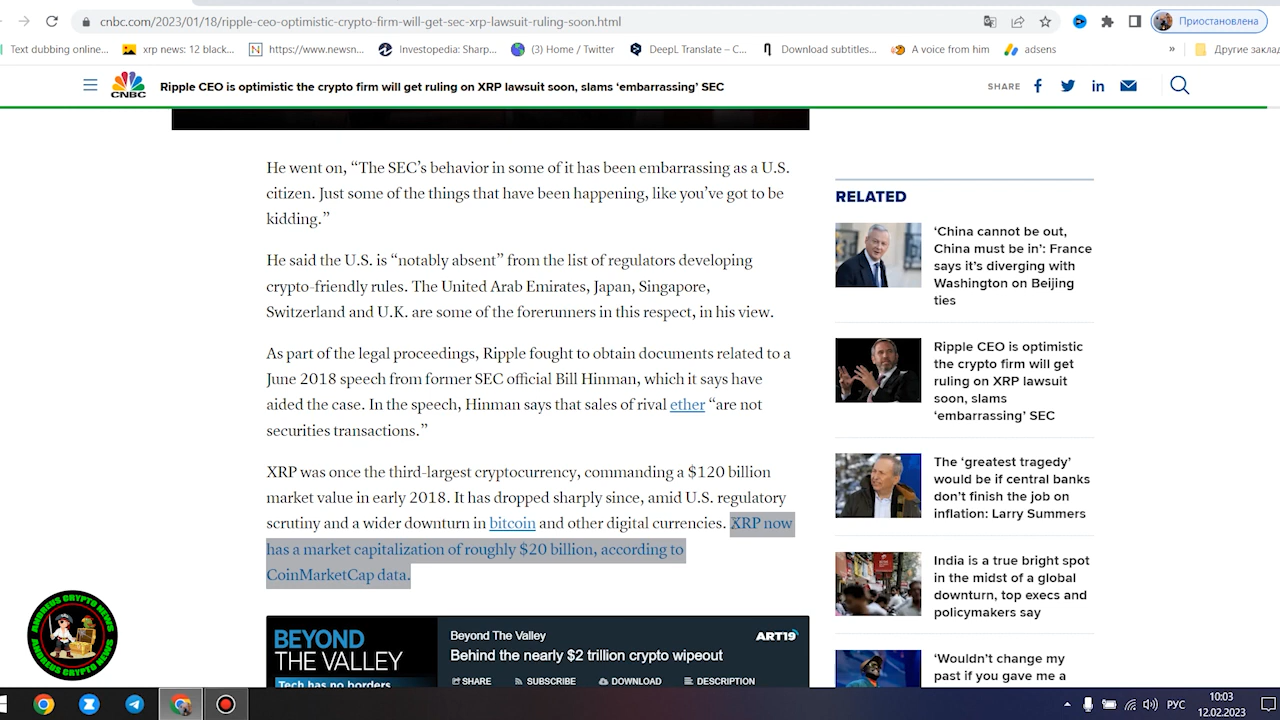 cnbc.com/2023/01/18/ripple-ceo-optimistic-crypto-firm-will-get-sec-xrp-lawsuit-ruling-soon.html
Приостановлена
Text dubbing online...
xrp news: 12 black...
https://www.newsn...
Investopedia: Sharp...
(3) Home / Twitter
DeepL Translate – C...
Download subtitles...
A voice from him
adsens
»
Другие закла
CNBC
Ripple CEO is optimistic the crypto firm will get ruling on XRP lawsuit soon, slams ‘embarrassing’ SEC
SHARE
He went on, “The SEC’s behavior in some of it has been embarrassing as a U.S.
citizen. Just some of the things that have been happening, like you’ve got to be
kidding.”
He said the U.S. is “notably absent” from the list of regulators developing
crypto-friendly rules. The United Arab Emirates, Japan, Singapore,
Switzerland and U.K. are some of the forerunners in this respect, in his view.
As part of the legal proceedings, Ripple fought to obtain documents related to a
June 2018 speech from former SEC official Bill Hinman, which it says have
aided the case. In the speech, Hinman says that sales of rival ether “are not
securities transactions.”
XRP was once the third-largest cryptocurrency, commanding a $120 billion
market value in early 2018. It has dropped sharply since, amid U.S. regulatory
scrutiny and a wider downturn in bitcoin and other digital currencies. XRP now
has a market capitalization of roughly $20 billion, according to
CoinMarketCap data.
RELATED
‘China cannot be out,
China must be in’: France
says it’s diverging with
Washington on Beijing
ties
Ripple CEO is optimistic
the crypto firm will get
ruling on XRP lawsuit
soon, slams
‘embarrassing’ SEC
The ‘greatest tragedy’
would be if central banks
don’t finish the job on
inflation: Larry Summers
India is a true bright spot
in the midst of a global
downturn, top execs and
policymakers say
‘Wouldn’t change my
past if you gave me a
BEYOND
THE VALLEY
Tech has no borders
Beyond The Valley
ART19
Behind the nearly $2 trillion crypto wipeout
SHARE
SUBSCRIBE
DOWNLOAD
DESCRIPTION
ANDREUS CRYPTO NEWS
ANDREUS CRYPTO NEWS
РУС
10:03
12.02.2023